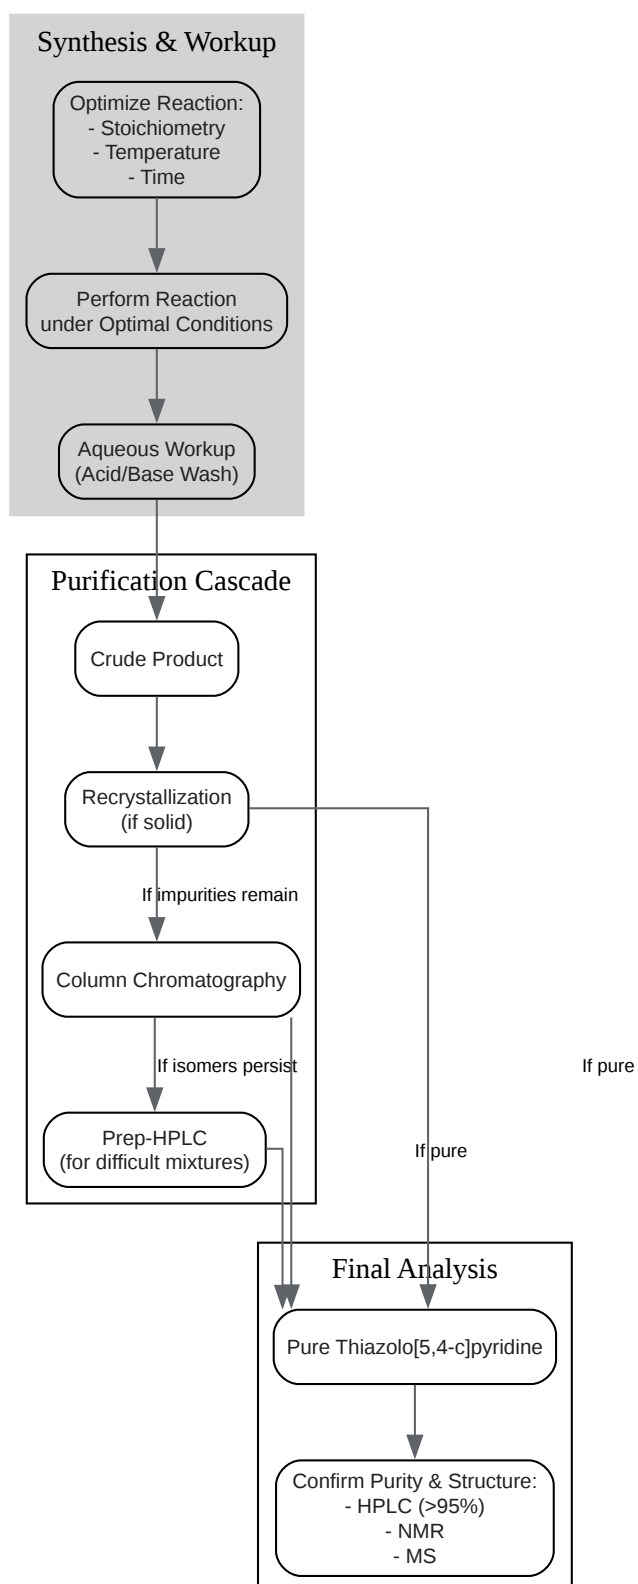 Synthesis & Workup
Optimize Reaction:
- Stoichiometry
- Temperature
- Time
Perform Reaction
under Optimal Conditions
Aqueous Workup
(Acid/Base Wash)
Purification Cascade
Crude Product
Recrystallization
(if solid)
If impurities remain
Column Chromatography
If isomers persist
If pure
Prep-HPLC
(for difficult mixtures)
If pure
Final Analysis
Pure Thiazolo[5,4-c]pyridine
Confirm Purity & Structure:
- HPLC (>95%)
- NMR
- MS